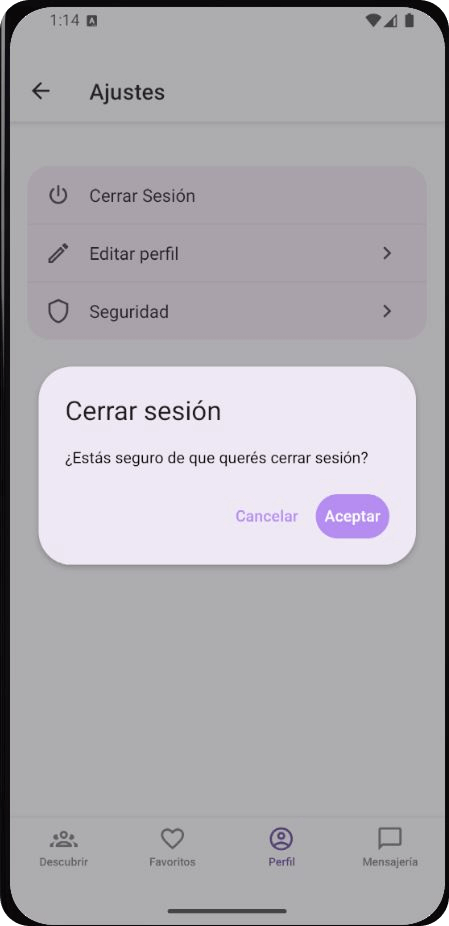 1:14
Ajustes
Cerrar Sesión
Editar perfil
Seguridad
Cerrar sesión
¿Estás seguro de que querés cerrar sesión?
Cancelar Aceptar
Descubrir Favoritos Perfil Mensajería